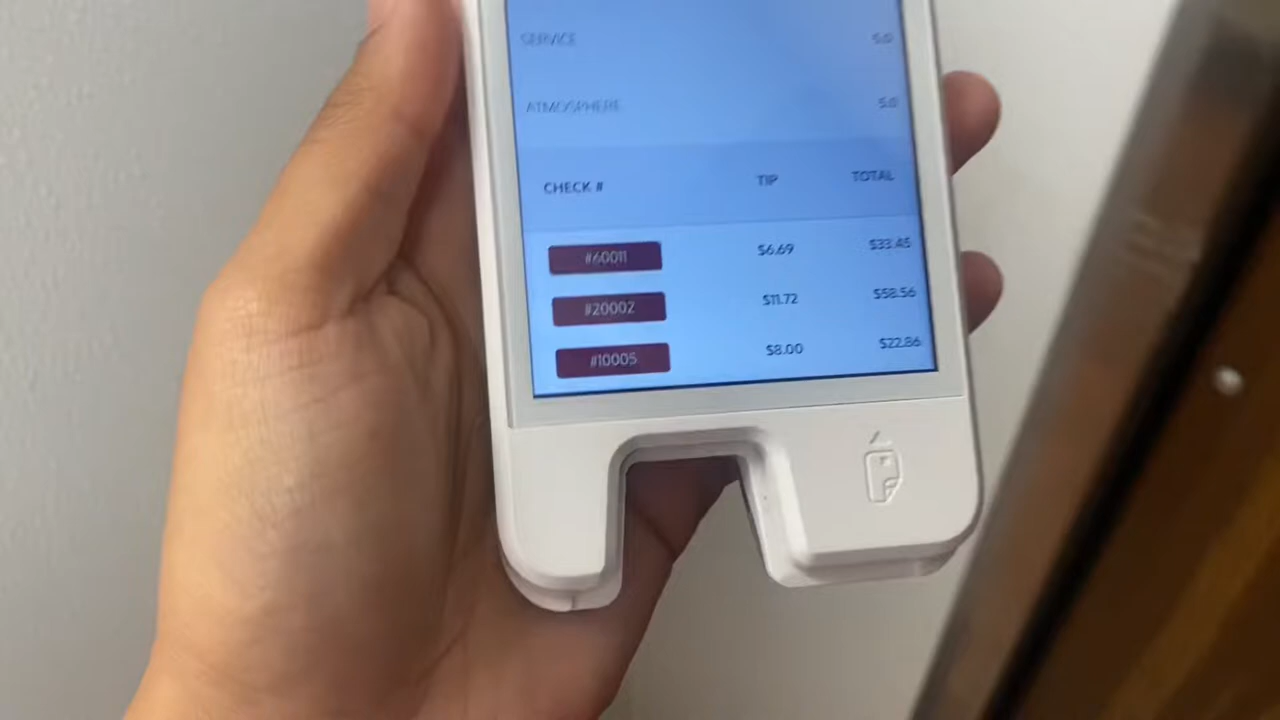 SERVICE 5.0
ATMOSPHERE 5.0
CHECK # TIP TOTAL
#60011 $6.69 $33.45
#20002 $11.72 $58.56
#10005 $8.00 $22.86